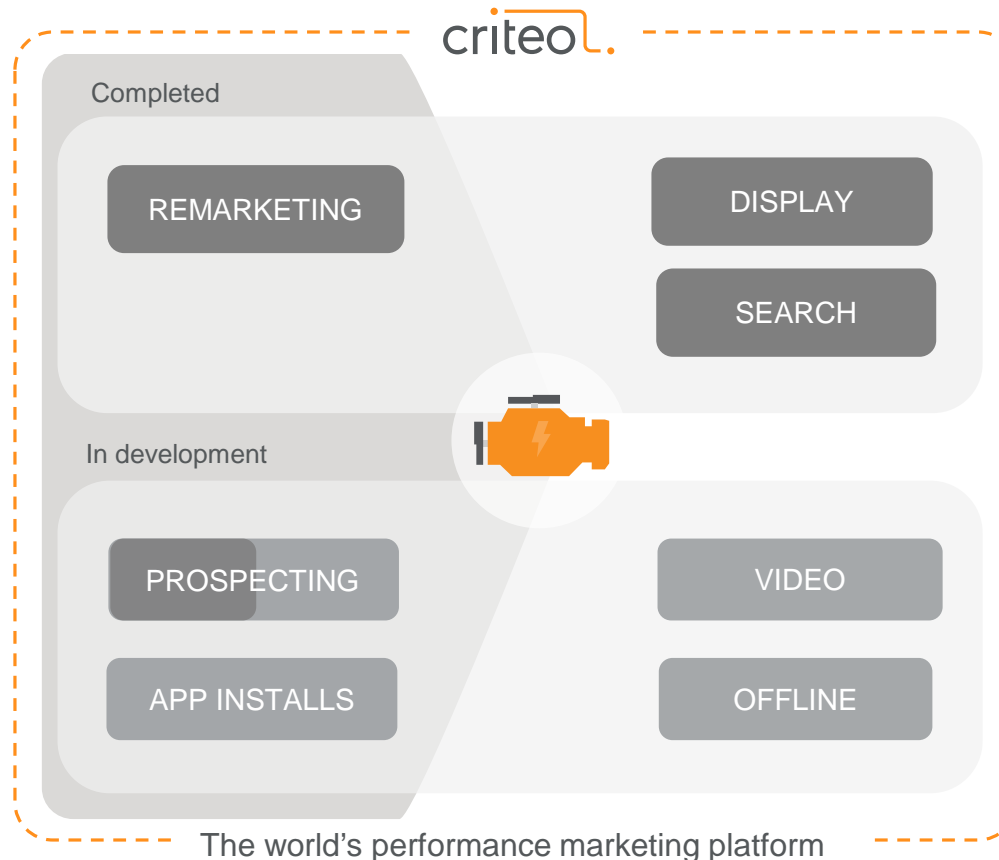 criteo
Completed
REMARKETING
DISPLAY
SEARCH
In development
PROSPECTING
VIDEO
APP INSTALLS
OFFLINE
The world's performance marketing platform